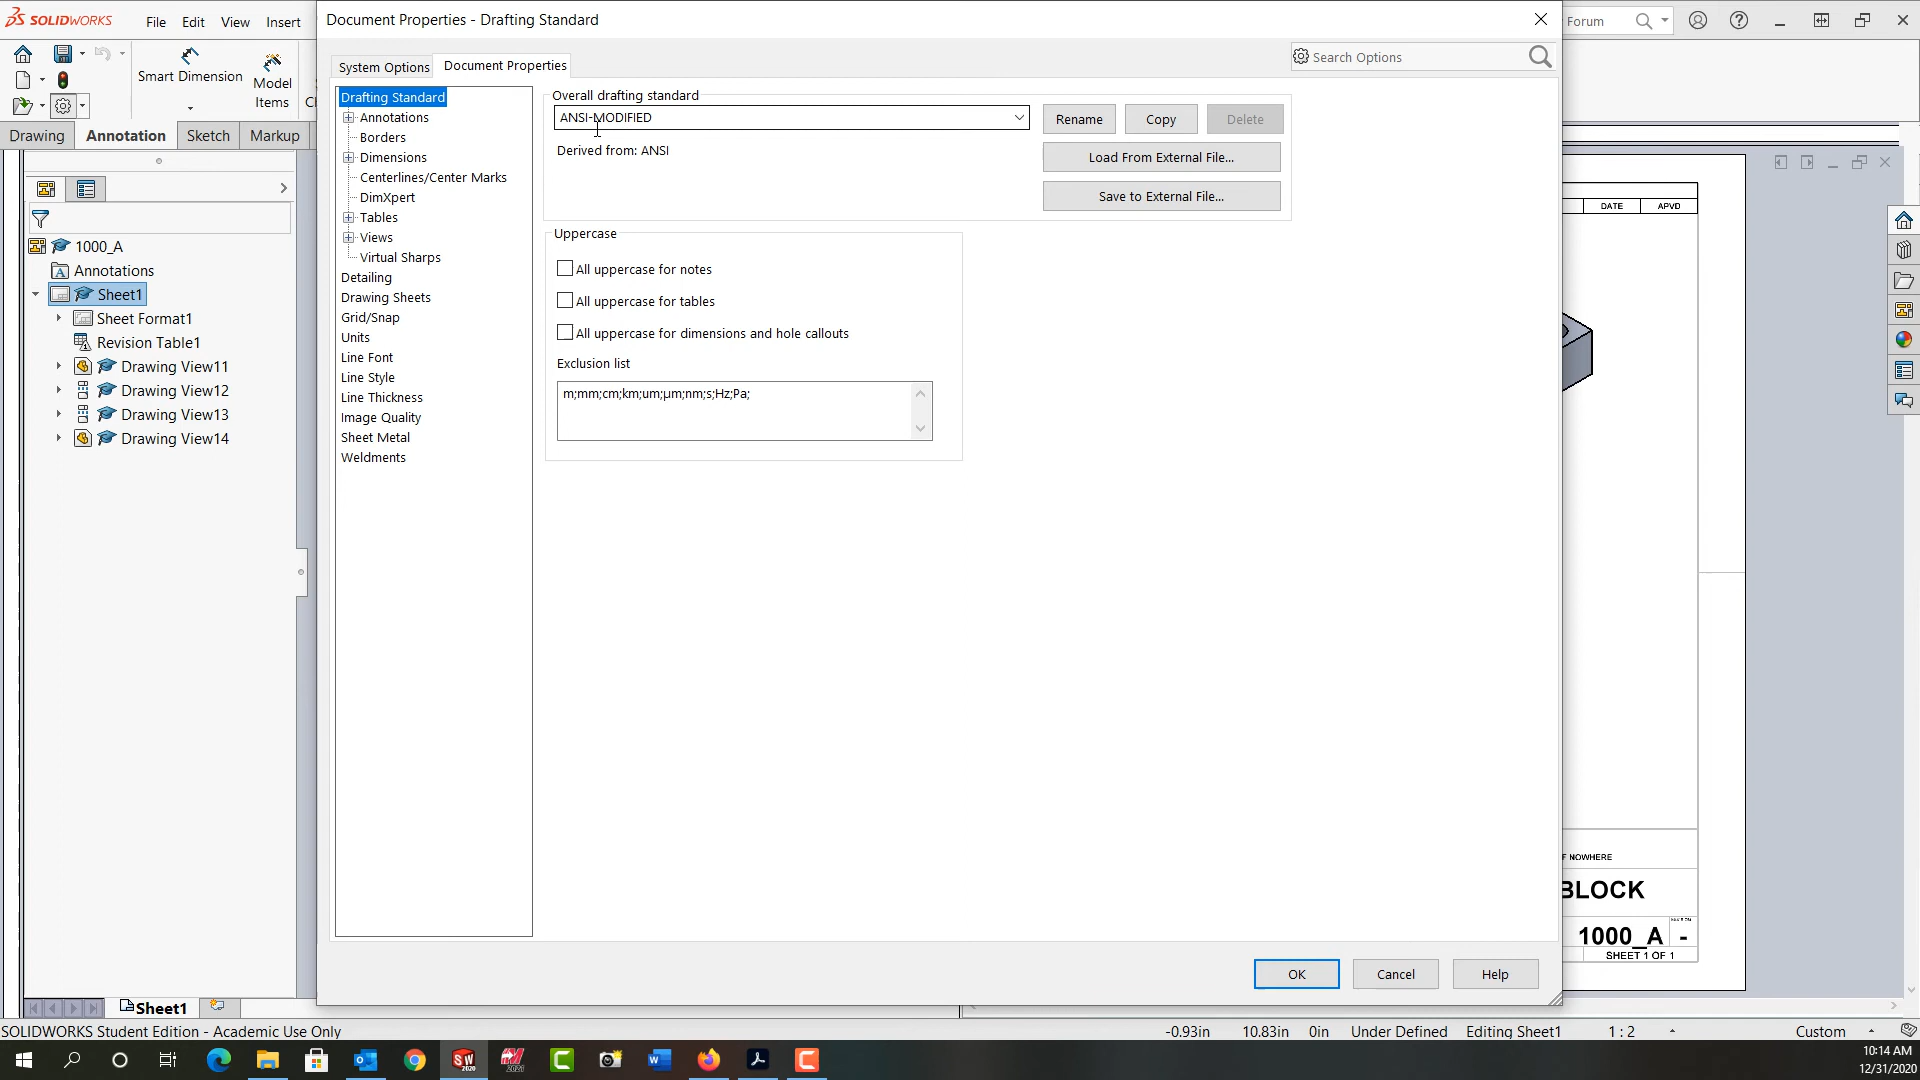 SOLIDWORKS
File
Edit
View
Insert
Document Properties - Drafting Standard
Forum
System Options
Document Properties
Search Options
Smart Dimension
Model
Items
Drawing
Annotation
Sketch
Markup
1000_A
Annotations
Sheet1
Sheet Format1
Revision Table1
Drawing View11
Drawing View12
Drawing View13
Drawing View14
Drafting Standard
Annotations
Borders
Dimensions
Centerlines/Center Marks
DimXpert
Tables
Views
Virtual Sharps
Detailing
Drawing Sheets
Grid/Snap
Units
Line Font
Line Style
Line Thickness
Image Quality
Sheet Metal
Weldments
Overall drafting standard
ANSI-MODIFIED
Rename
Copy
Delete
Derived from: ANSI
Load From External File...
Save to External File...
Uppercase
All uppercase for notes
All uppercase for tables
All uppercase for dimensions and hole callouts
Exclusion list
m;mm;cm;km;um;µm;nm;s;Hz;Pa;
DATE
APVD
NOWHERE
BLOCK
1000_A -
SHEET 1 OF 1
OK
Cancel
Help
Sheet1
SOLIDWORKS Student Edition - Academic Use Only
-0.93in
10.83in
0in
Under Defined
Editing Sheet1
1 : 2
Custom
10:14 AM
12/31/2020